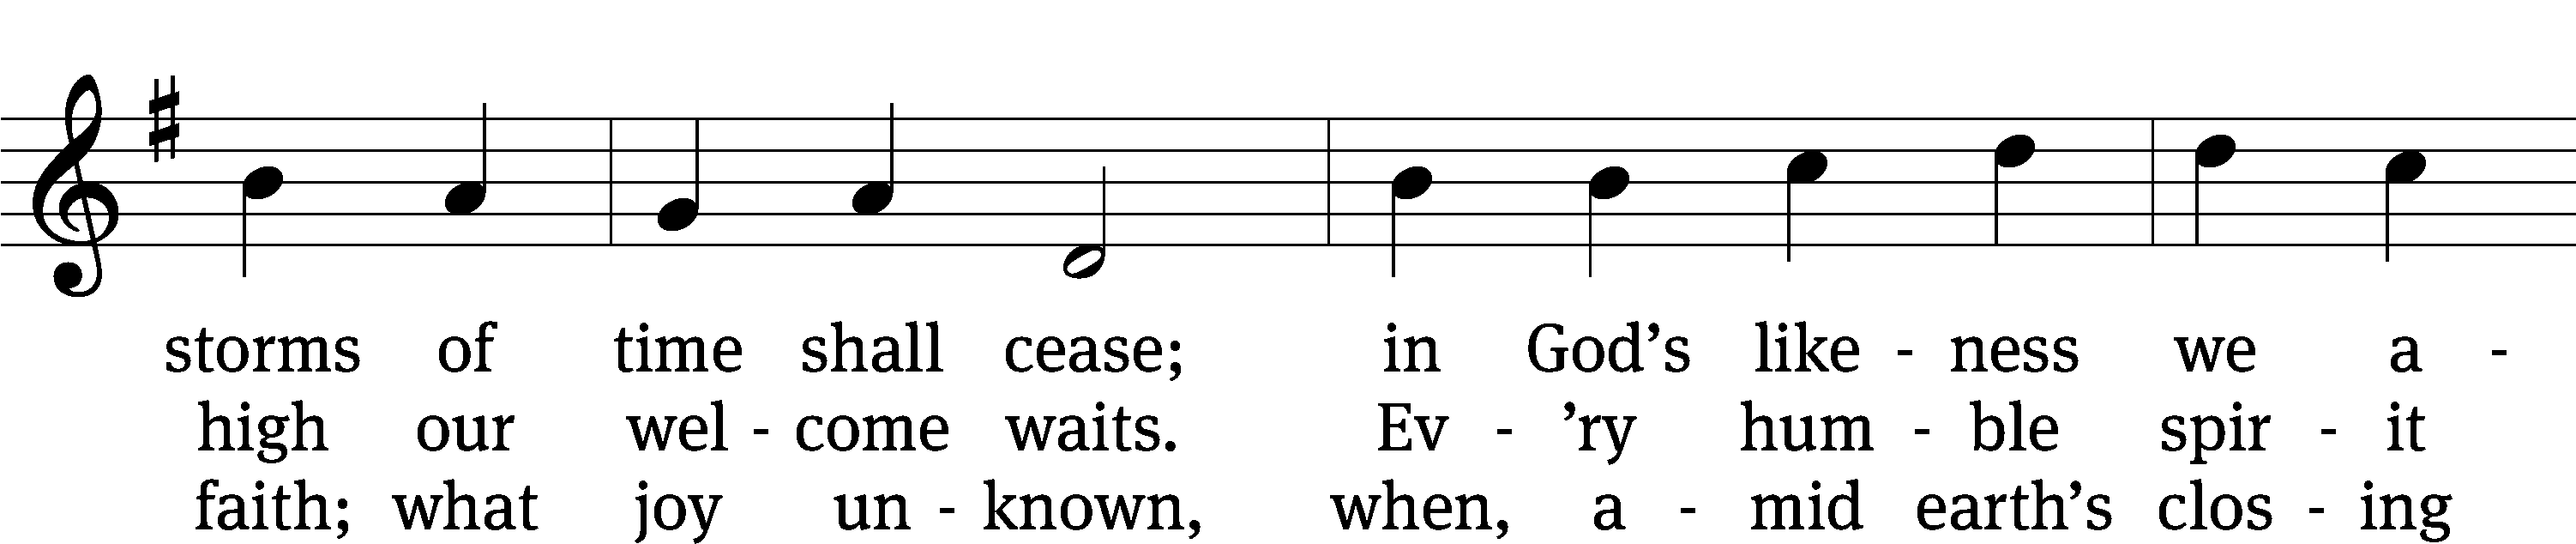 storms of time shall cease; in God’s like - ness we a -
high our wel - come waits. Ev - ’ry hum - ble spir - it
faith; what joy un - known, when, a - mid earth’s clos - ing